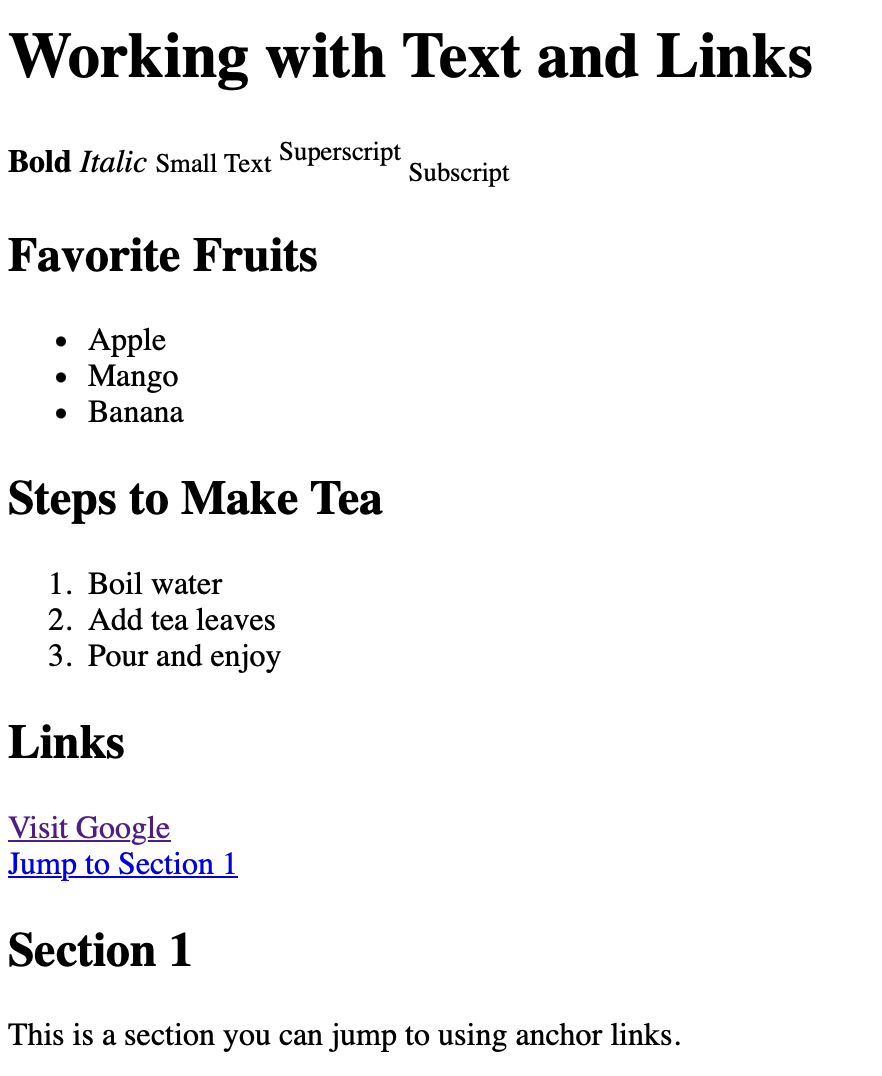 Working with Text and Links
Bold Italic Small Text Superscript Subscript
Favorite Fruits
• Apple
• Mango
• Banana
Steps to Make Tea
1. Boil water
2. Add tea leaves
3. Pour and enjoy
Links
Visit Google
Jump to Section 1
Section 1
This is a section you can jump to using anchor links.